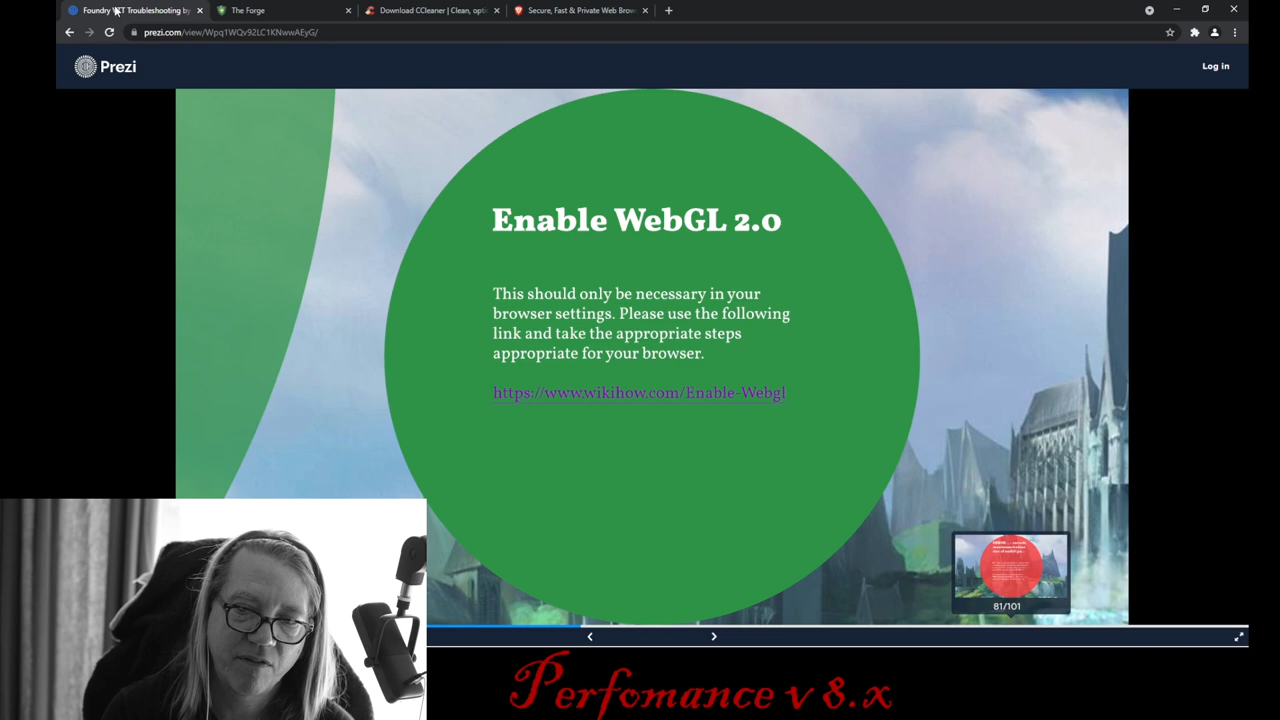 Foundry VTT Troubleshooting by
The Forge
Download CCleaner | Clean, opti
Secure, Fast & Private Web Brow
prezi.com/view/Wpq1WQv92LC1KNwwAEyG/
Prezi
Log in
Enable WebGL 2.0
This should only be necessary in your
browser settings. Please use the following
link and take the appropriate steps
appropriate for your browser.
https://www.wikihow.com/Enable-Webgl
81/101
Perfomance v 8.x